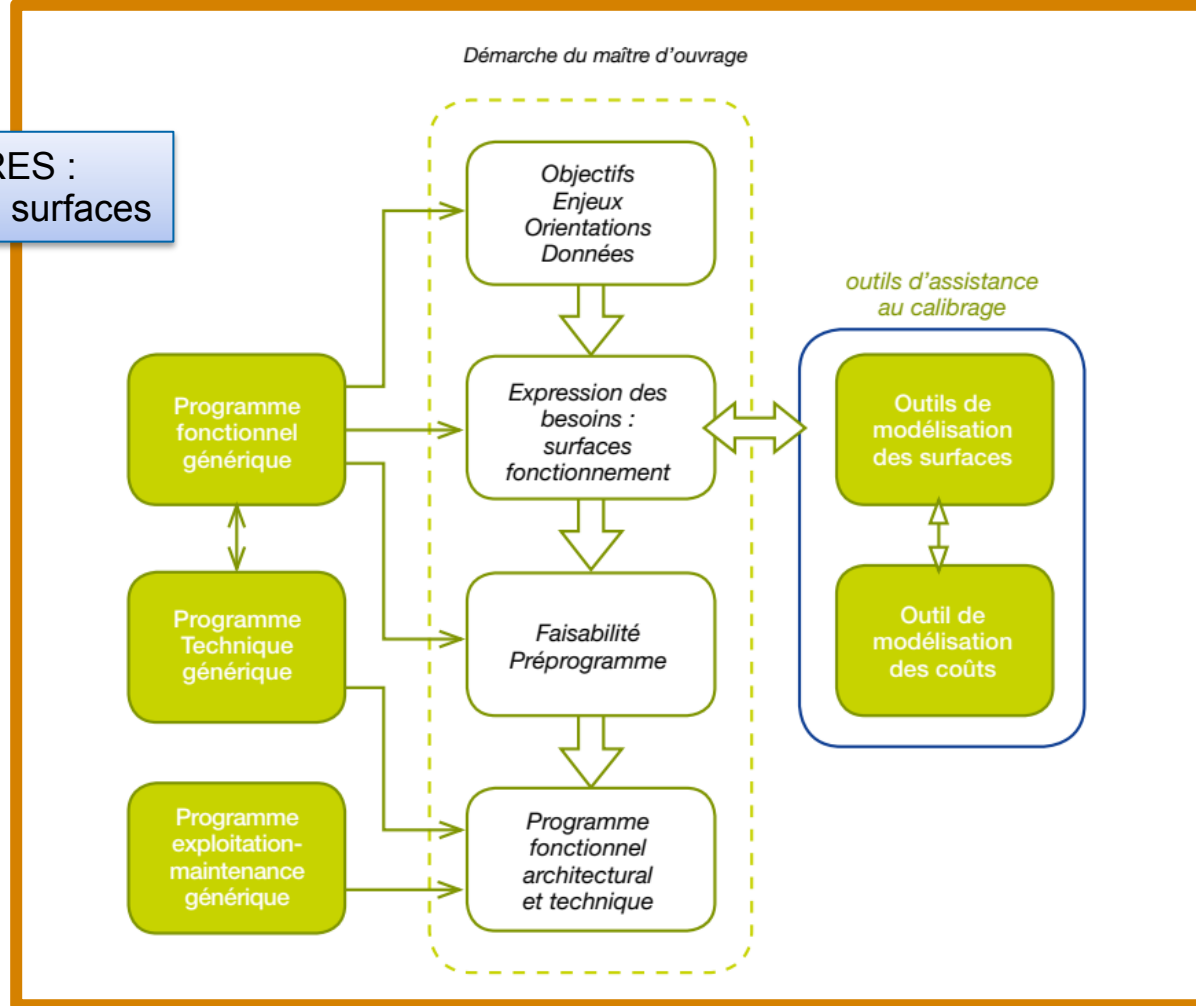 Démarche du maître d'ouvrage
RES :
surfaces
Objectifs
Enjeux
Orientations
Données
outils d'assistance
au calibrage
Programme
fonctionnel
générique
Expression des
besoins :
surfaces
fonctionnement
Outils de
modélisation
des surfaces
Programme
Technique
générique
Faisabilité
Préprogramme
Outil de
modélisation
des coûts
Programme
exploitation-
maintenance
générique
Programme
fonctionnel
architectural
et technique